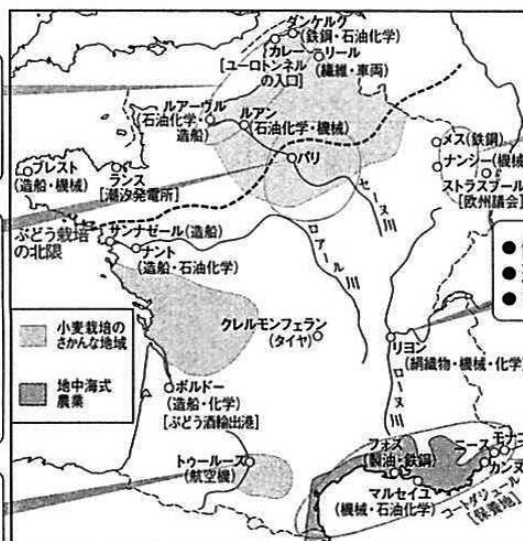 ダンケルク
(鉄鋼・石油化学)
カレー
リール
[ユーロトンネル
の入口]
(繊維・車両)
ルアーヴル
(石油化学・
造船)
ルアン
(石油化学・機械)
パリ
メス(鉄鋼)
ナンシー(機械
ストラスブール
[欧州議会]
ブレスト
(造船・機械)
ランス
[潮汐発電所]
セーヌ川
ぶどう栽培
の北限
サンナゼール(造船)
ナント
(造船・石油化学)
ロアール川
小麦栽培の
さかんな地域
地中海式
農業
クレルモンフェラン
(タイヤ)
リヨン
(絹織物・機械・化学)
ローヌ川
ボルドー
(造船・化学)
[ぶどう酒輸出港]
トゥールーズ
(航空機)
フォス
[製油・鉄鋼]
ニース
モナ
カンヌ
マルセイユ
(機械・石油化学)
コートダジュール
[保養地]